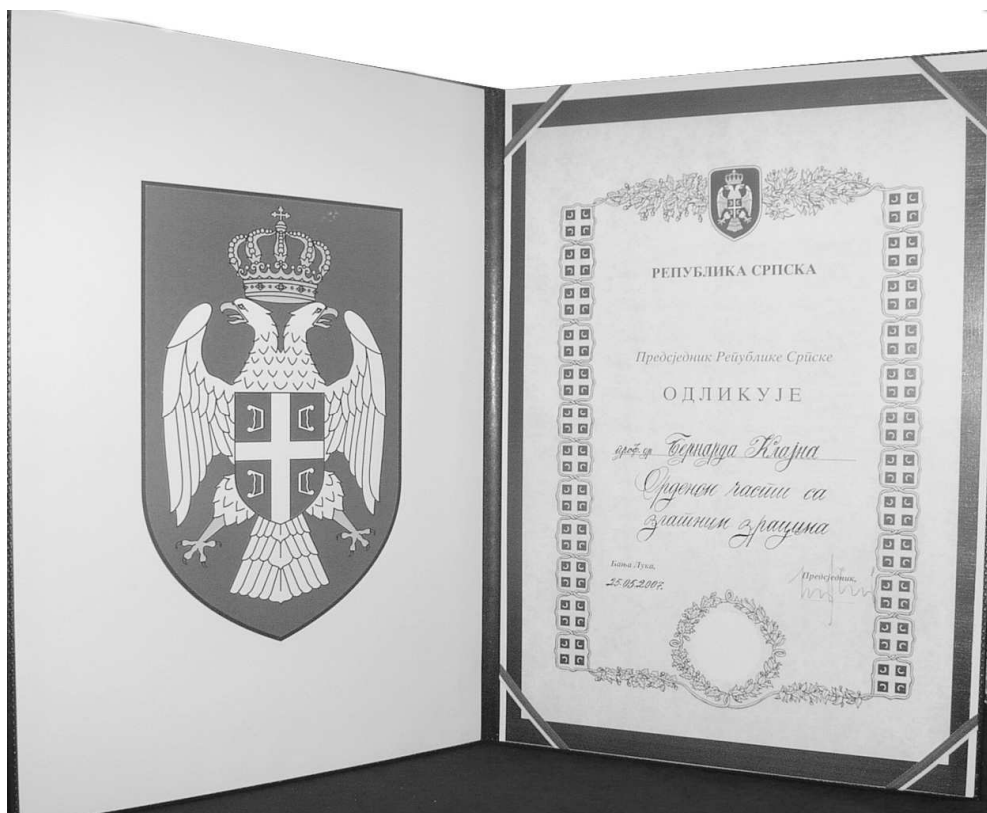 РЕПУБЛИКА СРПСКА
Предсједник Републике Српске
ОДЛИКУЈЕ
проф. др Бернарда Клајна
Орденом части са
златним зрацима
Бања Лука,
25.05.2007.
Предсједник,